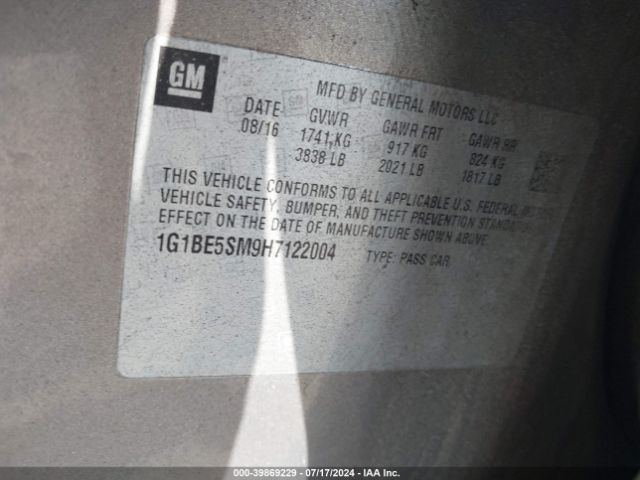 GM
MFD BY GENERAL MOTORS LLC
DATE GVWR GAWR FRT GAWR RR
08/16 1741 KG 917 KG 824 KG
3838 LB 2021 LB 1817 LB
THIS VEHICLE CONFORMS TO ALL APPLICABLE U.S. FEDERAL MOTOR
VEHICLE SAFETY, BUMPER, AND THEFT PREVENTION STANDARDS
EFFECT ON THE DATE OF MANUFACTURE SHOWN ABOVE.
1G1BE5SM9H7122004 TYPE: PASS CAR
000-39869229 - 07/17/2024 - IAA Inc.